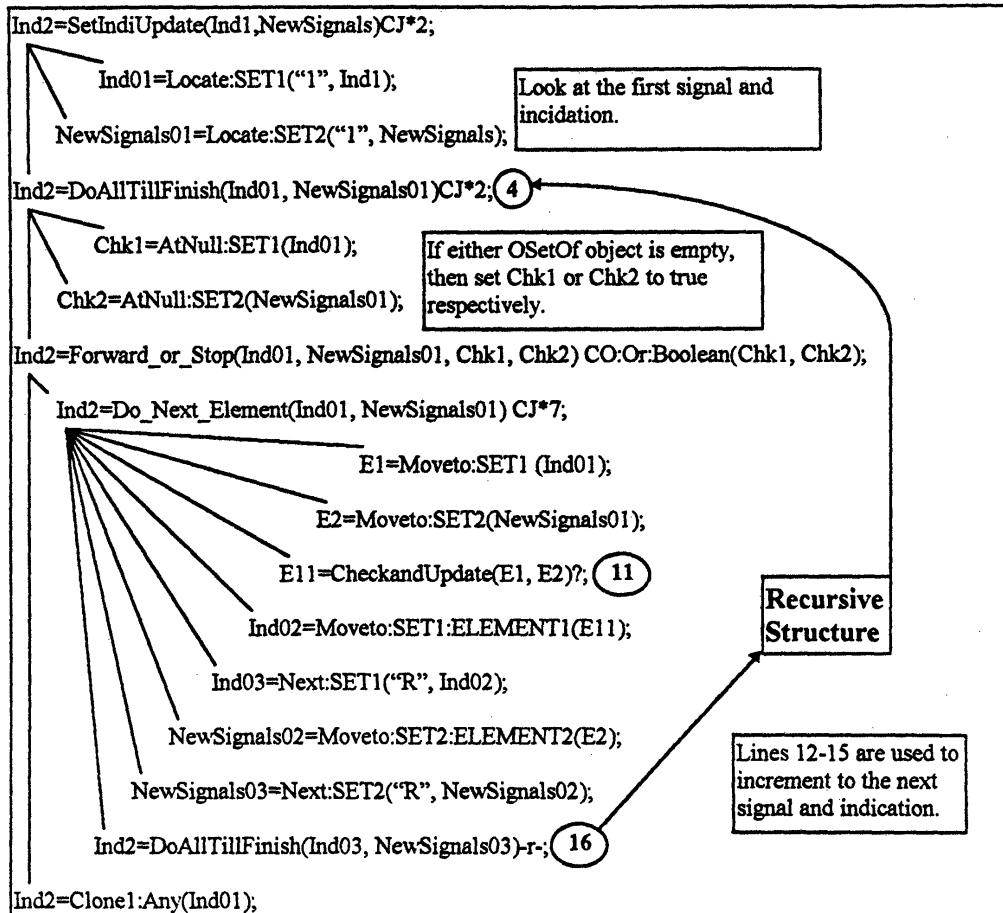 Ind2=SetIndiUpdate(Ind1,NewSignals)CJ*2;
Ind01=Locate:SET1("1", Ind1);
NewSignals01=Locate:SET2("1", NewSignals);
Look at the first signal and
incidation.
Ind2=DoAllTillFinish(Ind01, NewSignals01)CJ*2; 4
Chk1=AtNull:SET1(Ind01);
Chk2=AtNull:SET2(NewSignals01);
If either OSetOf object is empty,
then set Chk1 or Chk2 to true
respectively.
Ind2=Forward_or_Stop(Ind01, NewSignals01, Chk1, Chk2) CO:Or:Boolean(Chk1, Chk2);
Ind2=Do_Next_Element(Ind01, NewSignals01) CJ*7;
E1=Moveto:SET1 (Ind01);
E2=Moveto:SET2(NewSignals01);
E11=CheckandUpdate(E1, E2)?; 11
Ind02=Moveto:SET1:ELEMENT1(E11);
Ind03=Next:SET1("R", Ind02);
NewSignals02=Moveto:SET2:ELEMENT2(E2);
NewSignals03=Next:SET2("R", NewSignals02);
Ind2=DoAllTillFinish(Ind03, NewSignals03)-r-; 16
Recursive
Structure
Lines 12-15 are used to
increment to the next
signal and indication.
Ind2=Clone1:Any(Ind01);